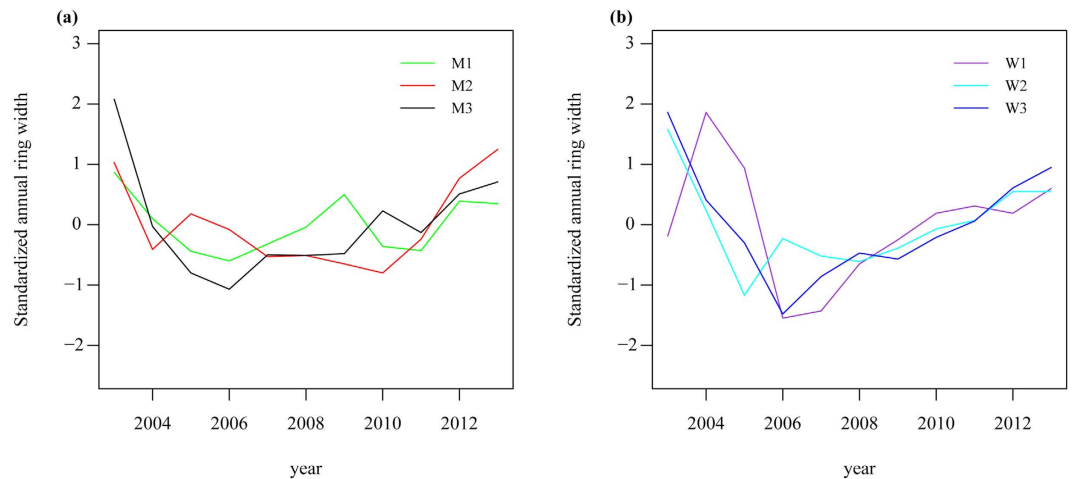 (a)
Standardized annual ring width
3
2
1
0
−1
−2
M1
M2
M3
2004 2006 2008 2010 2012
year
(b)
Standardized annual ring width
3
2
1
0
−1
−2
W1
W2
W3
2004 2006 2008 2010 2012
year